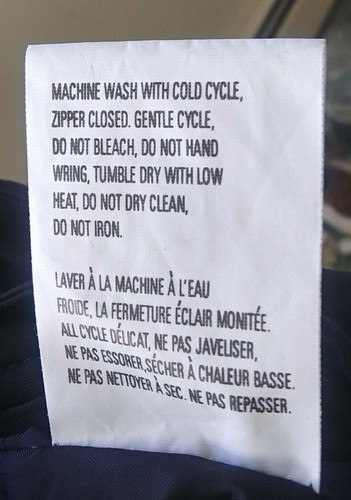 MACHINE WASH WITH COLD CYCLE,
ZIPPER CLOSED. GENTLE CYCLE,
DO NOT BLEACH, DO NOT HAND
WRING, TUMBLE DRY WITH LOW
HEAT, DO NOT DRY CLEAN,
DO NOT IRON.
LAVER À LA MACHINE À L'EAU
FROIDE, LA FERMETURE ÉCLAIR MONITÉE.
ALL CYCLE DÉLICAT, NE PAS JAVELISER,
NE PAS ESSORER,SÉCHER À CHALEUR BASSE.
NE PAS NETTOYER À SEC. NE PAS REPASSER.